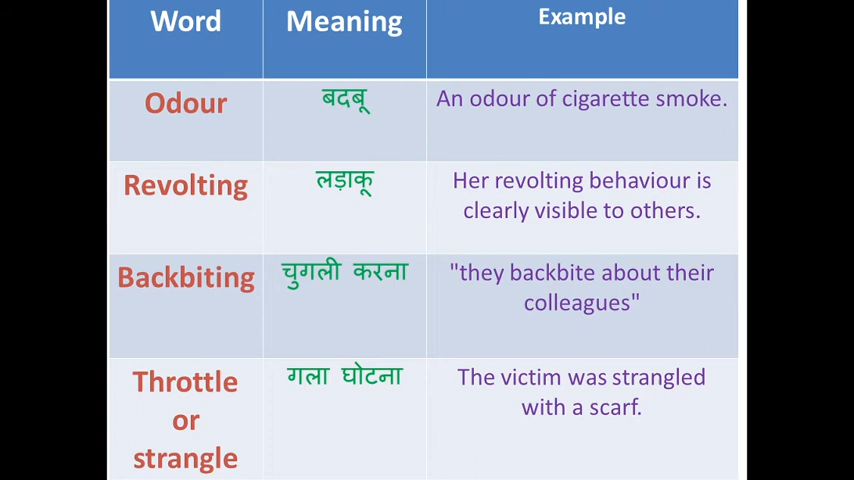 Word Meaning Example
Odour बदबू An odour of cigarette smoke.
Revolting लड़ाकू Her revolting behaviour is
clearly visible to others.
Backbiting चुगली करना "they backbite about their
colleagues"
Throttle गला घोटना The victim was strangled
or with a scarf.
strangle